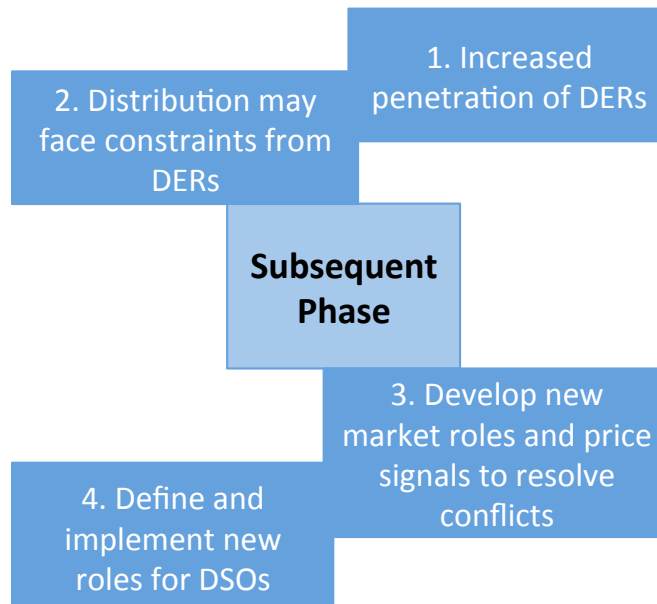 1. Increased
penetration of DERs
2. Distribution may
face constraints from
DERs
Subsequent
Phase
3. Develop new
market roles and price
signals to resolve
conflicts
4. Define and
implement new
roles for DSOs